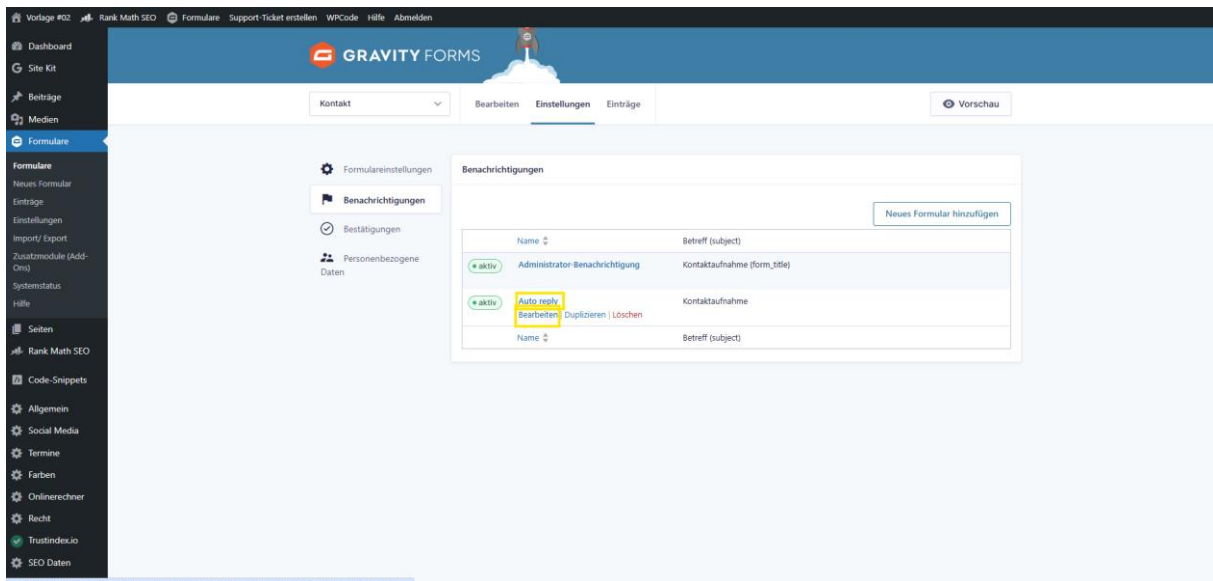 Vorlage #02 Rank Math SEO Formulare Support-Ticket erstellen WPCode Hilfe Abmelden
Dashboard
Site Kit
Beiträge
Medien
Formulare
Formulare
Neues Formular
Einträge
Einstellungen
Import/ Export
Zusatzmodule (Add-
Ons)
Systemstatus
Hilfe
Seiten
Rank Math SEO
Code-Snippets
Allgemein
Social Media
Termine
Farben
Onlinerechner
Recht
Trustindex.io
SEO Daten
GRAVITY FORMS
Kontakt Bearbeiten Einstellungen Einträge Vorschau
Formulareinstellungen
Benachrichtigungen
Bestätigungen
Personenbezogene
Daten
Benachrichtigungen
Neues Formular hinzufügen
Name Betreff (subject)
aktiv Administrator-Benachrichtigung Kontaktaufnahme {form_title}
aktiv Auto reply Kontaktaufnahme
Bearbeiten | Duplizieren | Löschen
Name Betreff (subject)